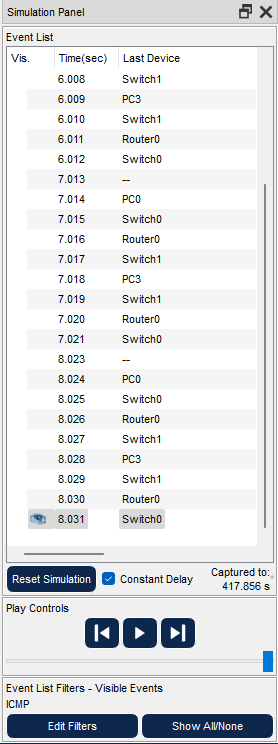 Simulation Panel
Event List
Vis. Time(sec) Last Device
6.008 Switch1
6.009 PC3
6.010 Switch1
6.011 Router0
6.012 Switch0
7.013 --
7.014 PC0
7.015 Switch0
7.016 Router0
7.017 Switch1
7.018 PC3
7.019 Switch1
7.020 Router0
7.021 Switch0
8.023 --
8.024 PC0
8.025 Switch0
8.026 Router0
8.027 Switch1
8.028 PC3
8.029 Switch1
8.030 Router0
8.031 Switch0
Reset Simulation Constant Delay Captured to:
417.856 s
Play Controls
Event List Filters - Visible Events
ICMP
Edit Filters Show All/None